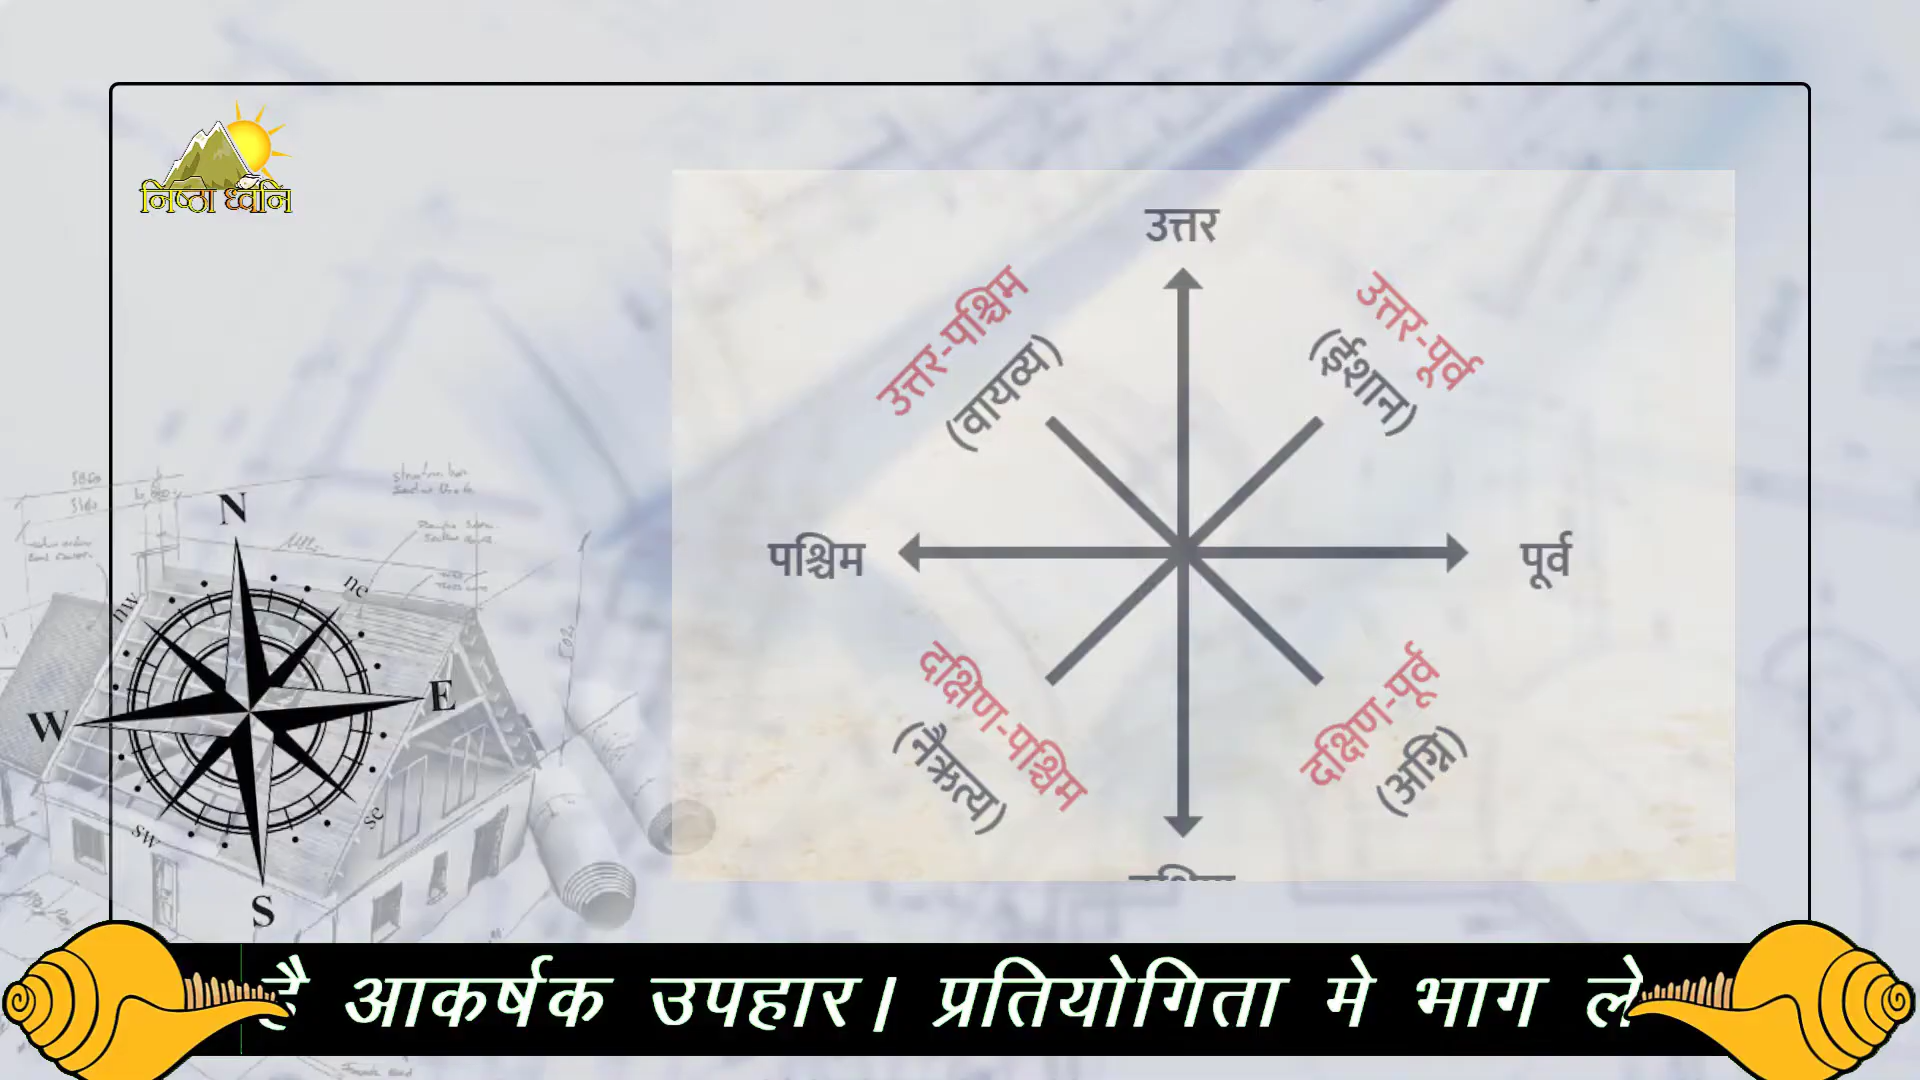 निष्ठा ध्वनि
उत्तर
उत्तर-पश्चिम
(वायव्य)
उत्तर-पूर्व
(ईशान)
पश्चिम
पूर्व
दक्षिण-पश्चिम
(नैऋत्य)
दक्षिण-पूर्व
(अग्नि)
N
nw
ne
W
E
sw
se
S
है आकर्षक उपहार। प्रतियोगिता मे भाग ले